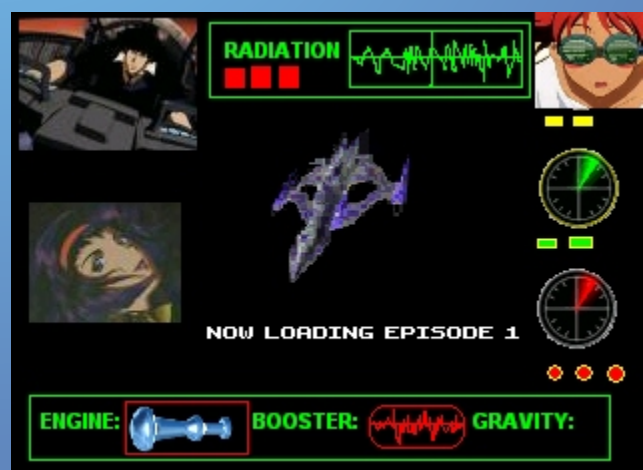 RADIATION
NOW LOADING EPISODE 1
ENGINE: BOOSTER: GRAVITY: